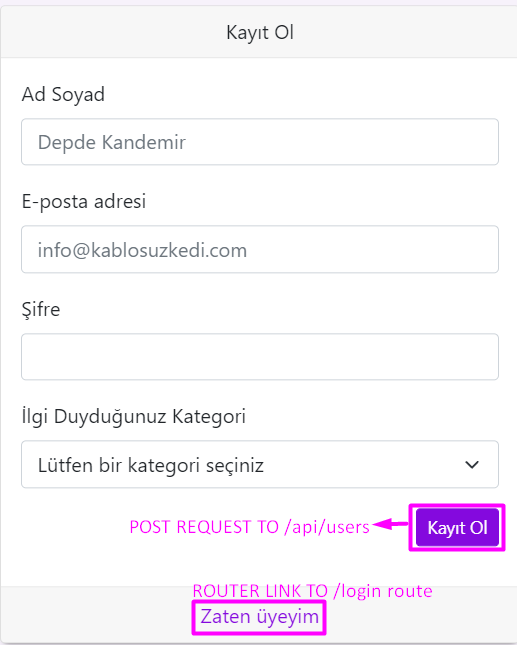 Kayıt Ol
Ad Soyad
Depde Kandemir
E-posta adresi
info@kablosuzkedi.com
Şifre
İlgi Duyduğunuz Kategori
Lütfen bir kategori seçiniz
POST REQUEST TO /api/users Kayıt Ol
ROUTER LINK TO /login route
Zaten üyeyim